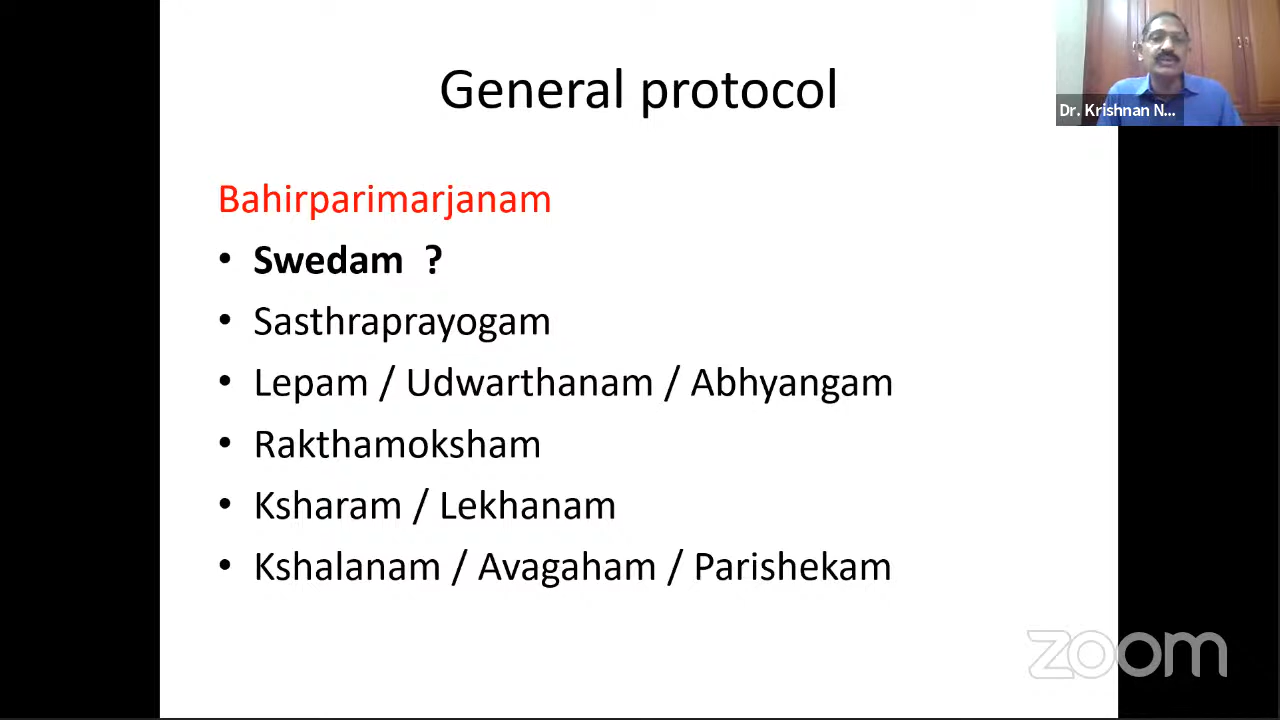 General protocol
Dr. Krishnan N...
Bahirparimarjanam
• Swedam ?
• Sasthraprayogam
• Lepam / Udwarthanam / Abhyangam
• Rakthamoksham
• Ksharam / Lekhanam
• Kshalanam / Avagaham / Parishekam
zoom